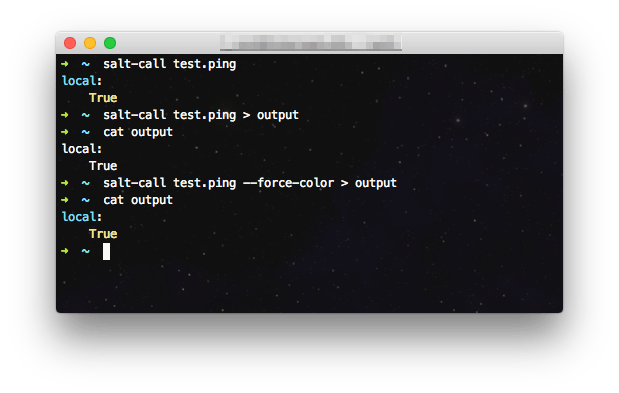 ➜ ~ salt-call test.ping
local:
    True
➜ ~ salt-call test.ping > output
➜ ~ cat output
local:
    True
➜ ~ salt-call test.ping --force-color > output
➜ ~ cat output
local:
    True
➜ ~